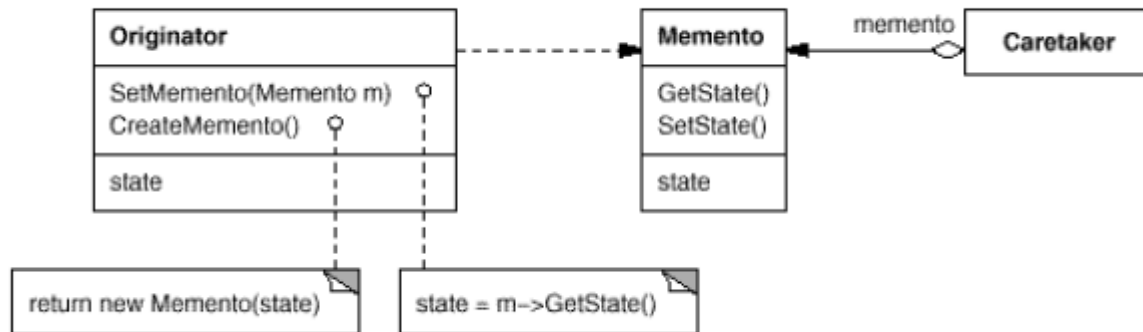 Originator
SetMemento(Memento m)
CreateMemento()
state
Memento
GetState()
SetState()
state
memento
Caretaker
return new Memento(state)
state = m->GetState()